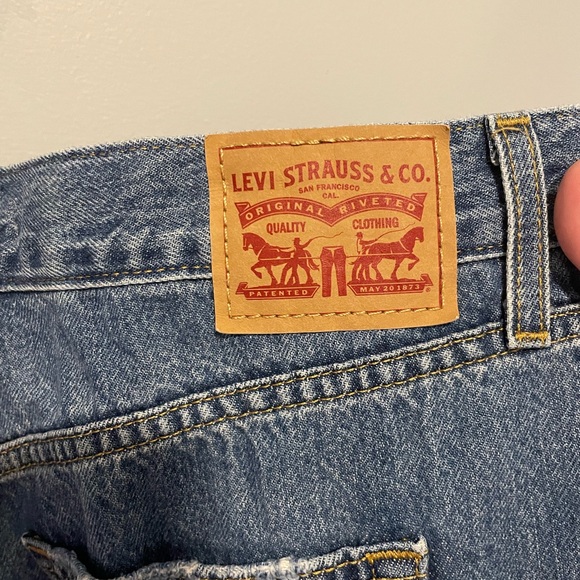 LEVI STRAUSS & CO.
SAN FRANCISCO
CAL.
ORIGINAL RIVETED
QUALITY CLOTHING
PATENTED MAY 20 1873
®